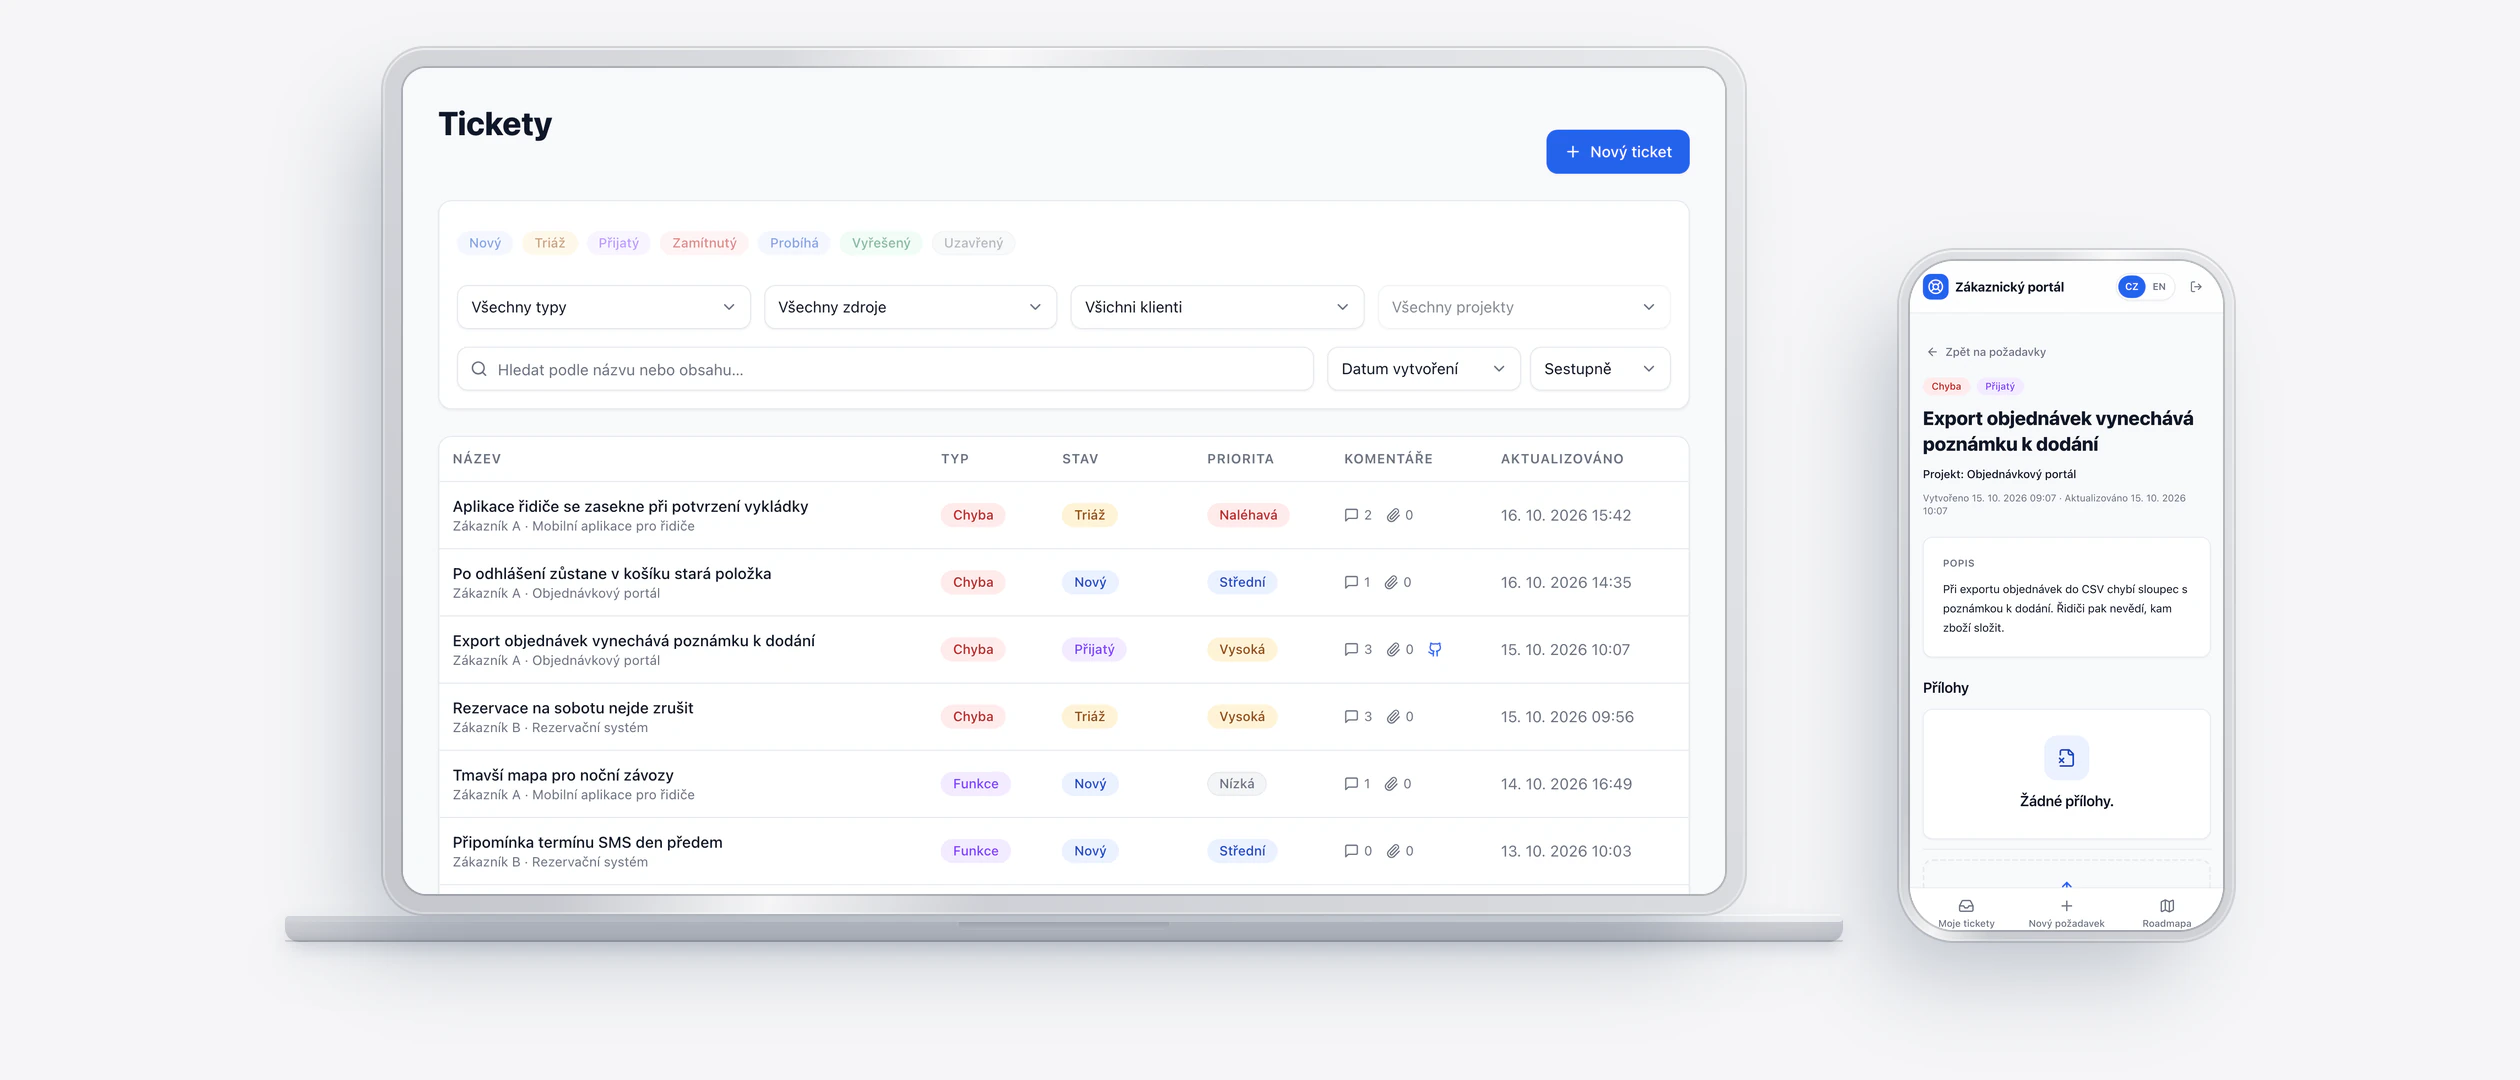 Tickety
+ Nový ticket
Nový Triáž Přijatý Zamítnutý Probíhá Vyřešený Uzavřený
Všechny typy Všechny zdroje Všichni klienti Všechny projekty
Hledat podle názvu nebo obsahu... Datum vytvoření Sestupně
NÁZEV TYP STAV PRIORITA KOMENTÁŘE AKTUALIZOVÁNO
Aplikace řidiče se zasekne při potvrzení vykládky
Zákazník A · Mobilní aplikace pro řidiče
Chyba Triáž Naléhavá 2 0 16. 10. 2026 15:42
Po odhlášení zůstane v košíku stará položka
Zákazník A · Objednávkový portál
Chyba Nový Střední 1 0 16. 10. 2026 14:35
Export objednávek vynechává poznámku k dodání
Zákazník A · Objednávkový portál
Chyba Přijatý Vysoká 3 0 15. 10. 2026 10:07
Rezervace na sobotu nejde zrušit
Zákazník B · Rezervační systém
Chyba Triáž Vysoká 3 0 15. 10. 2026 09:56
Tmavší mapa pro noční závozy
Zákazník A · Mobilní aplikace pro řidiče
Funkce Nový Nízká 1 0 14. 10. 2026 16:49
Připomínka termínu SMS den předem
Zákazník B · Rezervační systém
Funkce Nový Střední 0 0 13. 10. 2026 10:03
Zákaznický portál CZ EN
Zpět na požadavky
Chyba Přijatý
Export objednávek vynechává
poznámku k dodání
Projekt: Objednávkový portál
Vytvořeno 15. 10. 2026 09:07 · Aktualizováno 15. 10. 2026
10:07
POPIS
Při exportu objednávek do CSV chybí sloupec s
poznámkou k dodání. Řidiči pak nevědí, kam
zboží složit.
Přílohy
Žádné přílohy.
Moje tickety Nový požadavek Roadmapa